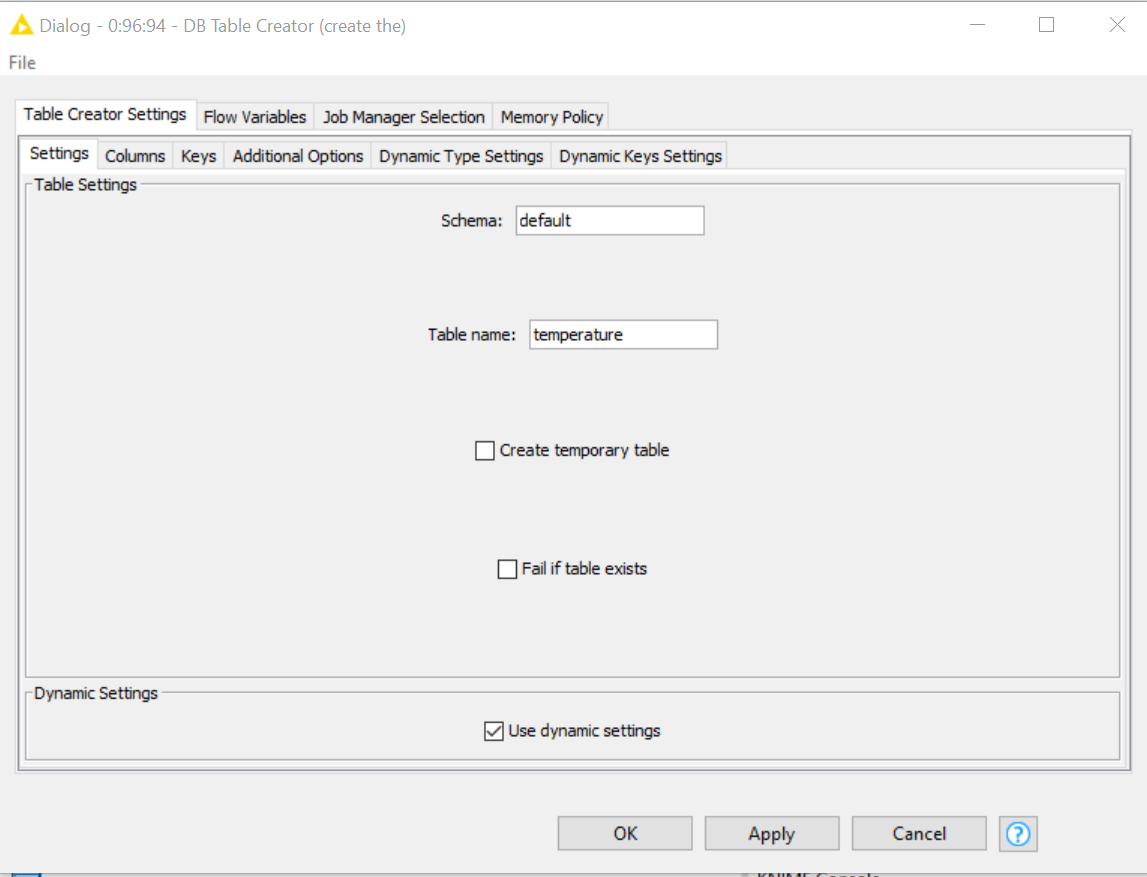 Dialog - 0:96:94 - DB Table Creator (create the)
File
Table Creator Settings Flow Variables Job Manager Selection Memory Policy
Settings Columns Keys Additional Options Dynamic Type Settings Dynamic Keys Settings
Table Settings
Schema: default
Table name: temperature
Create temporary table
Fail if table exists
Dynamic Settings
Use dynamic settings
OK Apply Cancel ?
KNIME Console